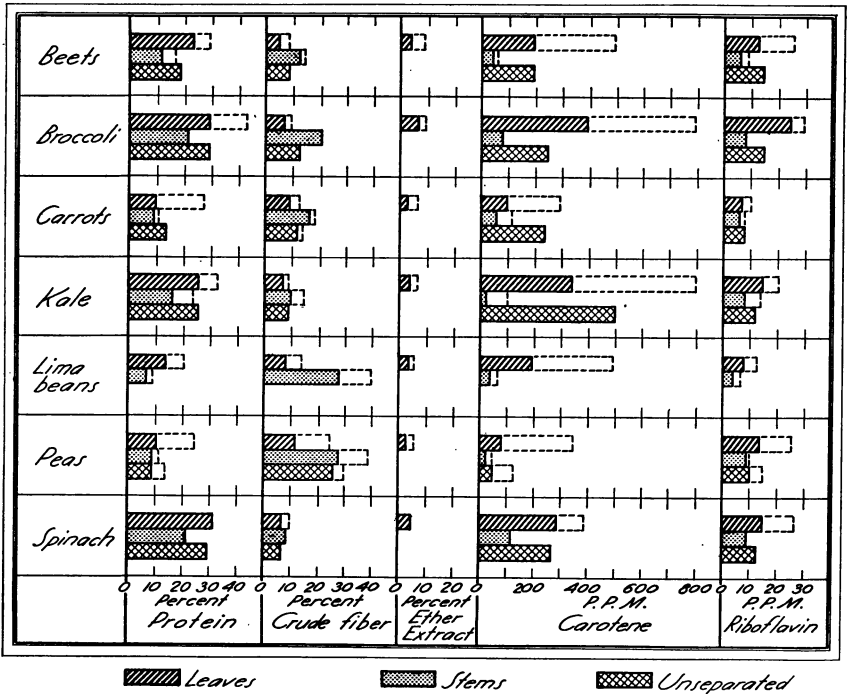 Beets
Broccoli
Carrots
Kale
Lima
beans
Peas
Spinach
0 10 20 30 40 0 10 20 30 40 0 10 20 0 200 400 600 800 0 10 20 30
Percent Percent Percent P.P.M. P.P.M.
Protein Crude fiber Ether Extract Carotene Riboflavin
Leaves Stems Unseparated